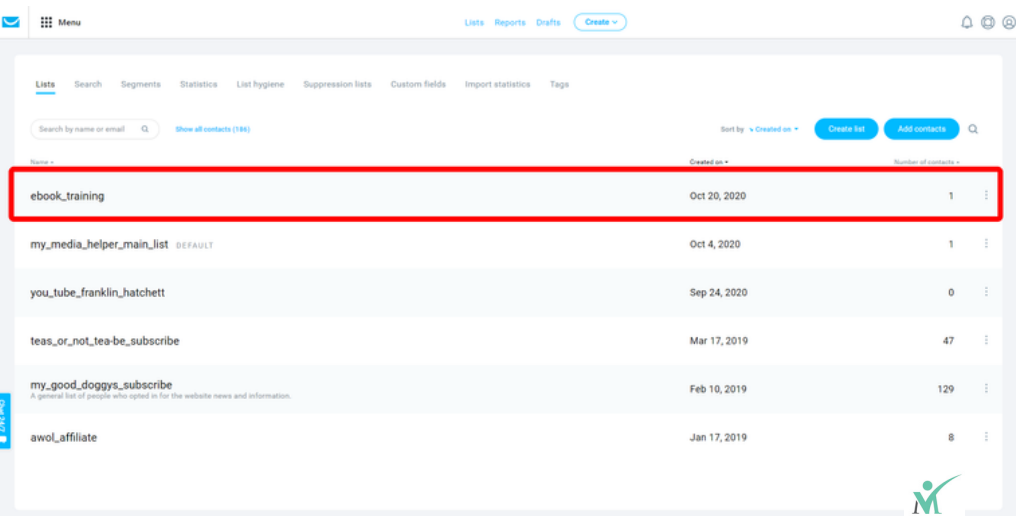 Menu Lists Reports Drafts Create
Lists Search Segments Statistics List hygiene Suppression lists Custom fields Import statistics Tags
Search by name or email Show all contacts (186) Sort by Created on Create list Add contacts
Name Created on Number of contacts
ebook_training Oct 20, 2020 1
my_media_helper_main_list DEFAULT Oct 4, 2020 1
you_tube_franklin_hatchett Sep 24, 2020 0
teas_or_not_tea-be_subscribe Mar 17, 2019 47
my_good_doggys_subscribe Feb 10, 2019 129
A general list of people who opted in for the website news and information.
awol_affiliate Jan 17, 2019 8
Chat 24/7